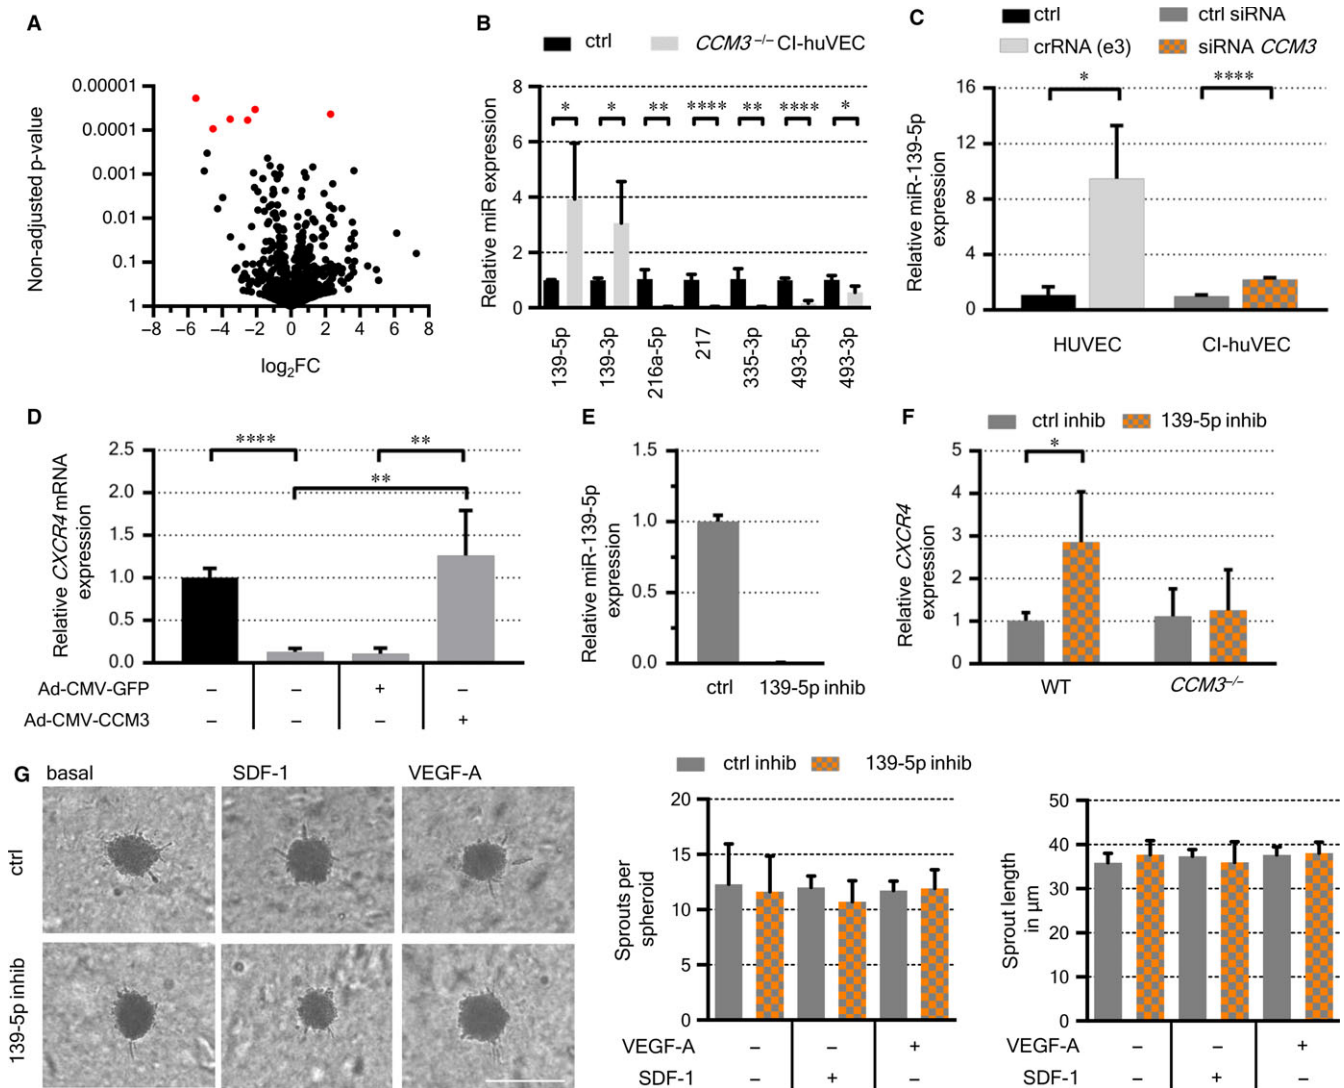 A
Non-adjusted p-value
0.00001
0.0001
0.001
0.01
0.1
1
−8 −6 −4 −2 0 2 4 6 8
log2FC
B
ctrl CCM3−/− CI-huVEC
Relative miR expression
8
6
4
2
0
* * ** **** ** **** *
139-5p
139-3p
216a-5p
217
335-3p
493-5p
493-3p
C
ctrl ctrl siRNA
crRNA (e3) siRNA CCM3
Relative miR-139-5p
expression
16
12
8
4
0
* ****
HUVEC CI-huVEC
D
Relative CXCR4 mRNA
expression
2.5
2.0
1.5
1.0
0.5
0.0
**** **
**
Ad-CMV-GFP – – + –
Ad-CMV-CCM3 – – – +
E
Relative miR-139-5p
expression
1.5
1.0
0.5
0.0
ctrl 139-5p inhib
F
ctrl inhib 139-5p inhib
Relative CXCR4
expression
5
4
3
2
1
0
*
WT CCM3−/−
G
basal SDF-1 VEGF-A
ctrl
139-5p inhib
ctrl inhib 139-5p inhib
Sprouts per
spheroid
20
15
10
5
0
VEGF-A – – +
SDF-1 – + –
Sprout length
in µm
50
40
30
20
10
0
VEGF-A – – +
SDF-1 – + –